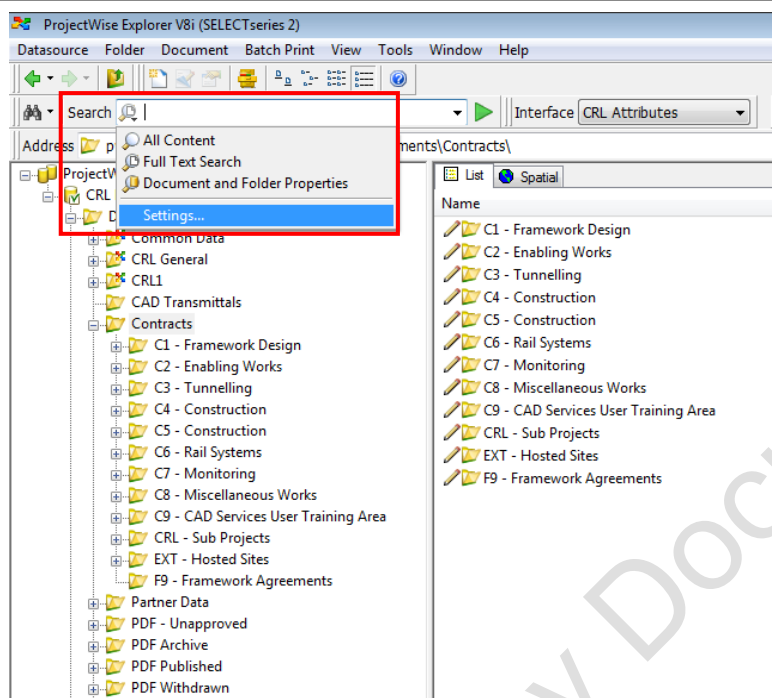 ProjectWise Explorer V8i (SELECTseries 2)
Datasource Folder Document Batch Print View Tools Window Help
Search Interface CRL Attributes
Address p ments\Contracts\
All Content
Full Text Search
Document and Folder Properties
Settings...
ProjectW
CRL
D
Common Data
CRL General
CRL1
CAD Transmittals
Contracts
C1 - Framework Design
C2 - Enabling Works
C3 - Tunnelling
C4 - Construction
C5 - Construction
C6 - Rail Systems
C7 - Monitoring
C8 - Miscellaneous Works
C9 - CAD Services User Training Area
CRL - Sub Projects
EXT - Hosted Sites
F9 - Framework Agreements
Partner Data
PDF - Unapproved
PDF Archive
PDF Published
PDF Withdrawn
List Spatial
Name
C1 - Framework Design
C2 - Enabling Works
C3 - Tunnelling
C4 - Construction
C5 - Construction
C6 - Rail Systems
C7 - Monitoring
C8 - Miscellaneous Works
C9 - CAD Services User Training Area
CRL - Sub Projects
EXT - Hosted Sites
F9 - Framework Agreements
y Doc